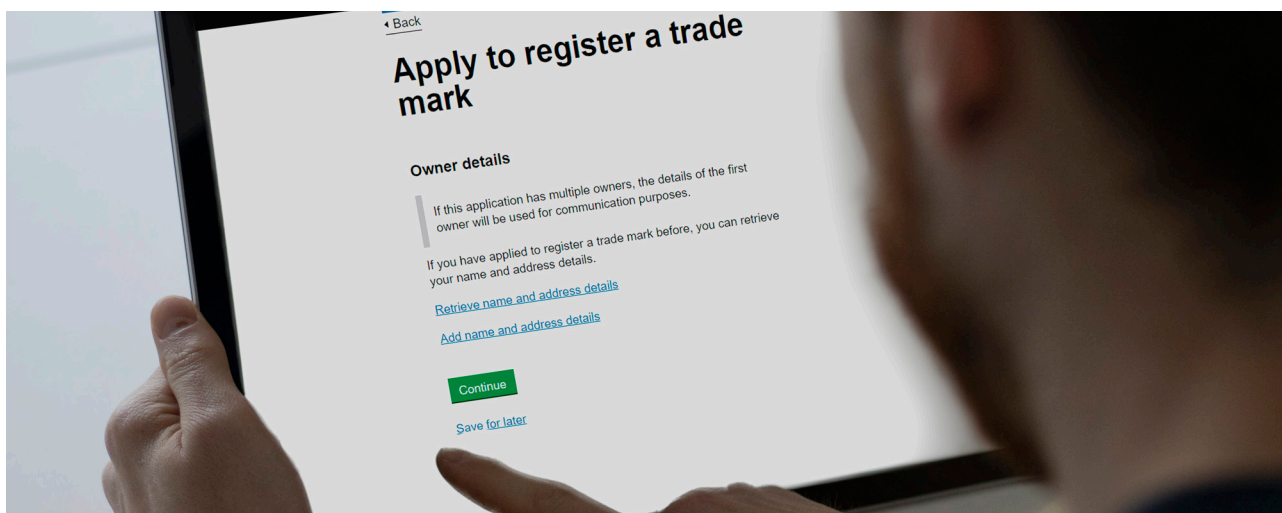 Back
Apply to register a trade
mark
Owner details
If this application has multiple owners, the details of the first
owner will be used for communication purposes.
If you have applied to register a trade mark before, you can retrieve
your name and address details.
Retrieve name and address details
Add name and address details
Continue
Save for later